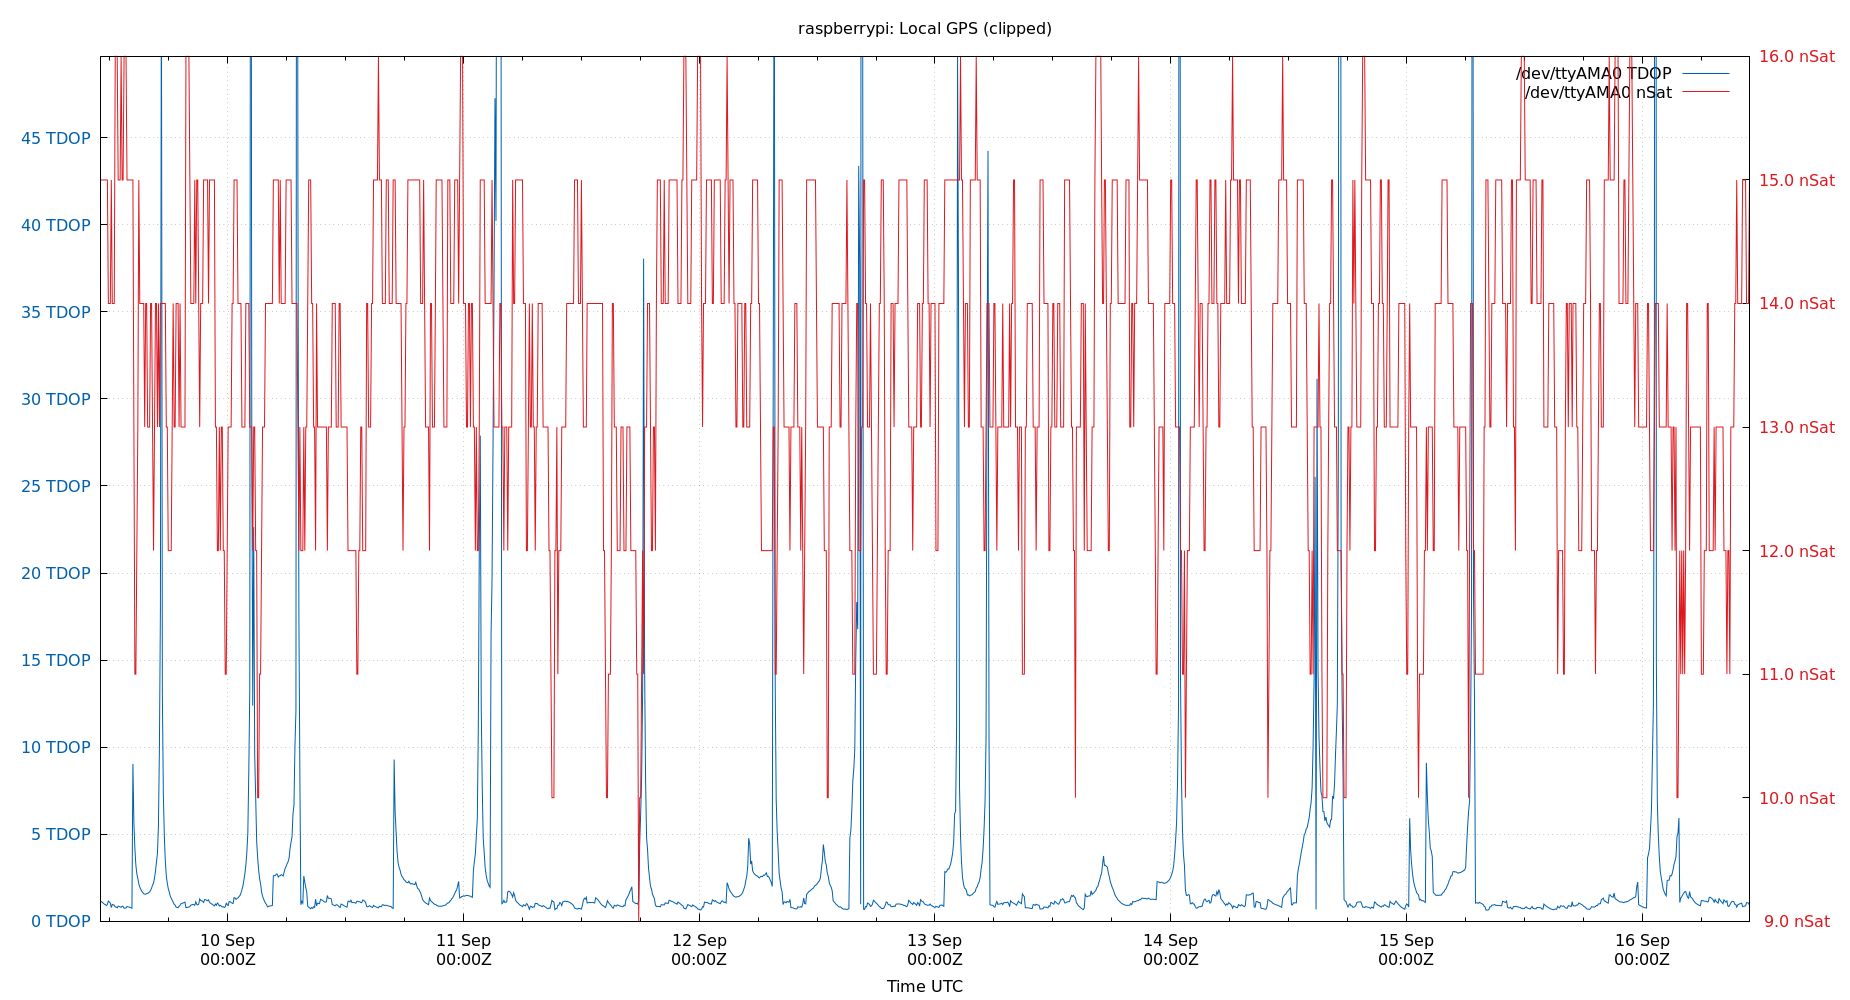 raspberrypi: Local GPS (clipped)
/dev/ttyAMA0 TDOP
/dev/ttyAMA0 nSat
45 TDOP
40 TDOP
35 TDOP
30 TDOP
25 TDOP
20 TDOP
15 TDOP
10 TDOP
5 TDOP
0 TDOP
16.0 nSat
15.0 nSat
14.0 nSat
13.0 nSat
12.0 nSat
11.0 nSat
10.0 nSat
9.0 nSat
10 Sep
00:00Z
11 Sep
00:00Z
12 Sep
00:00Z
13 Sep
00:00Z
14 Sep
00:00Z
15 Sep
00:00Z
16 Sep
00:00Z
Time UTC